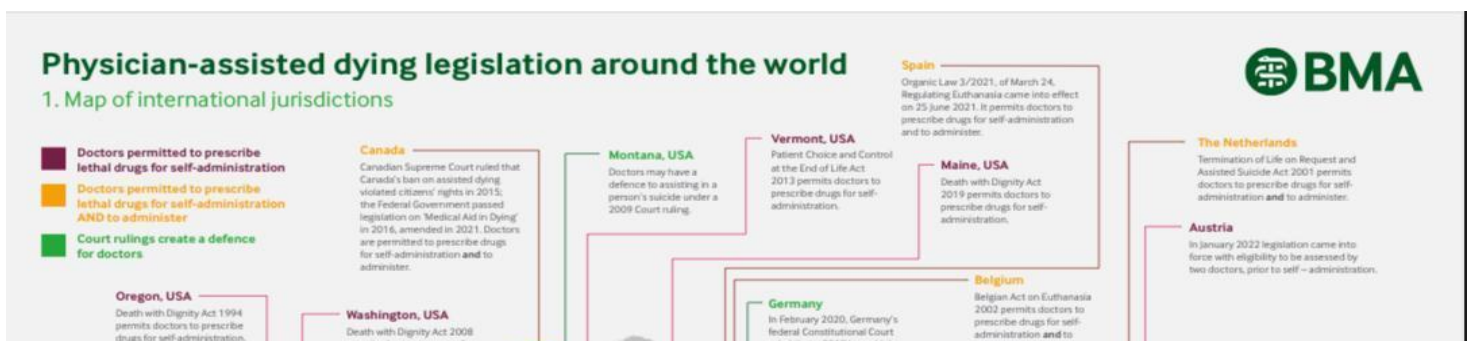 Physician-assisted dying legislation around the world
1. Map of international jurisdictions
BMA
Doctors permitted to prescribe
lethal drugs for self-administration
Doctors permitted to prescribe
lethal drugs for self-administration
AND to administer
Court rulings create a defence
for doctors
Canada
Canadian Supreme Court ruled that
Canada's ban on assisted dying
violated citizens' rights in 2015;
the Federal Government passed
legislation on 'Medical Aid in Dying'
in 2016, amended in 2021. Doctors
are permitted to prescribe drugs
for self-administration and to
administer.
Montana, USA
Doctors may have a
defence to assisting in a
person's suicide under a
2009 Court ruling.
Vermont, USA
Patient Choice and Control
at the End of Life Act
2013 permits doctors to
prescribe drugs for self-
administration.
Spain
Organic Law 3/2021, of March 24,
Regulating Euthanasia came into effect
on 25 June 2021. It permits doctors to
prescribe drugs for self-administration
and to administer.
Maine, USA
Death with Dignity Act
2019 permits doctors to
prescribe drugs for self-
administration.
The Netherlands
Termination of Life on Request and
Assisted Suicide Act 2001 permits
doctors to prescribe drugs for self-
administration and to administer.
Austria
In January 2022 legislation came into
force with eligibility to be assessed by
two doctors, prior to self – administration.
Oregon, USA
Death with Dignity Act 1994
permits doctors to prescribe
drugs for self-administration.
Washington, USA
Death with Dignity Act 2008
Germany
In February 2020, Germany's
federal Constitutional Court
Belgium
Belgian Act on Euthanasia
2002 permits doctors to
prescribe drugs for self-
administration and to